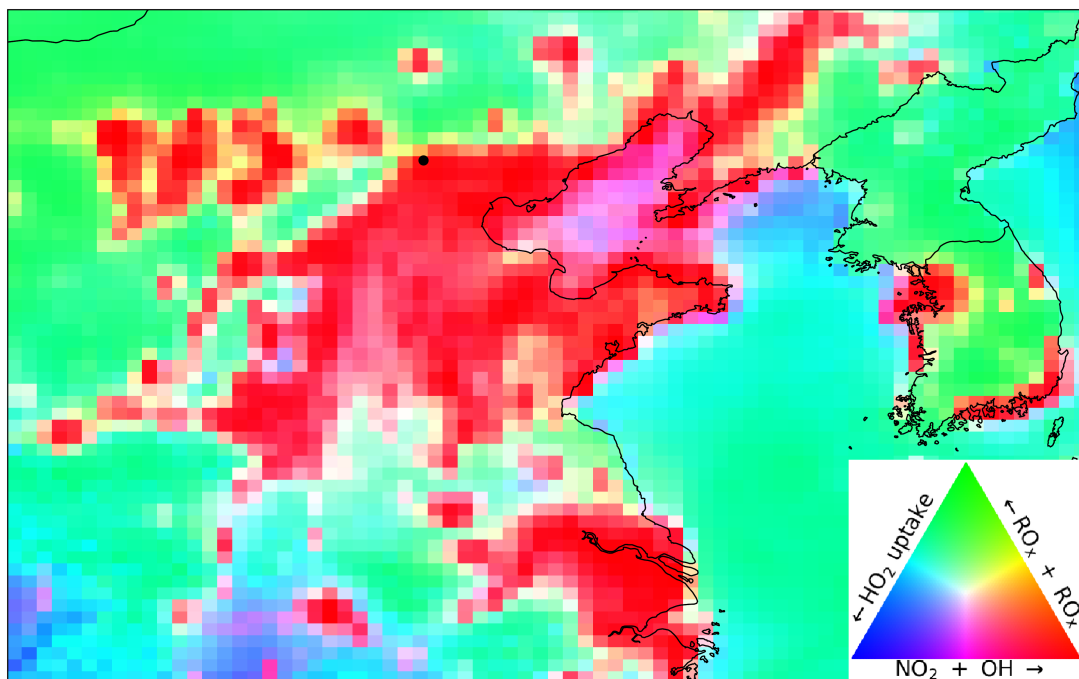 ← HO₂ uptake
← ROₓ + ROₓ
NO₂ + OH →